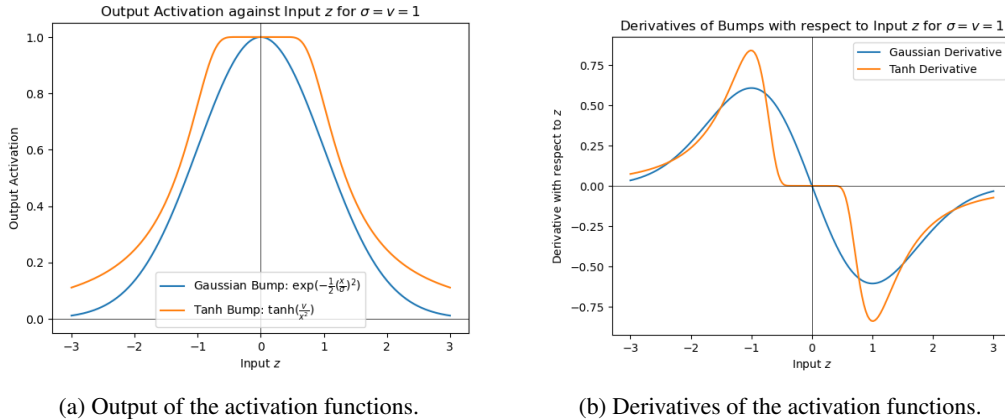 Output Activation against Input z for σ = v = 1
Output Activation
1.0
0.8
0.6
0.4
0.2
0.0
Gaussian Bump: exp(−½(x/σ)²)
Tanh Bump: tanh(v/x²)
−3 −2 −1 0 1 2 3
Input z
(a) Output of the activation functions.
Derivatives of Bumps with respect to Input z for σ = v = 1
Derivative with respect to z
Gaussian Derivative
Tanh Derivative
0.75
0.50
0.25
0.00
−0.25
−0.50
−0.75
−3 −2 −1 0 1 2 3
Input z
(b) Derivatives of the activation functions.